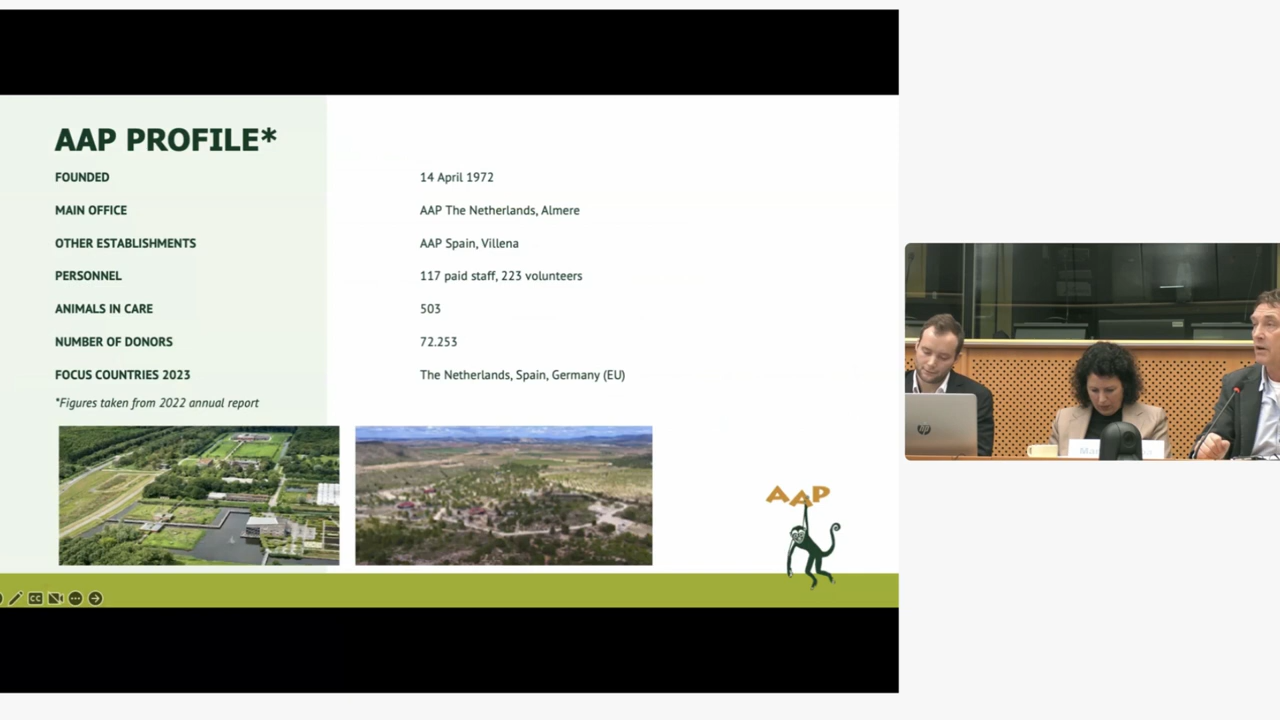 AAP PROFILE*
FOUNDED 14 April 1972
MAIN OFFICE AAP The Netherlands, Almere
OTHER ESTABLISHMENTS AAP Spain, Villena
PERSONNEL 117 paid staff, 223 volunteers
ANIMALS IN CARE 503
NUMBER OF DONORS 72.253
FOCUS COUNTRIES 2023 The Netherlands, Spain, Germany (EU)
*Figures taken from 2022 annual report
AAP
CC
hp